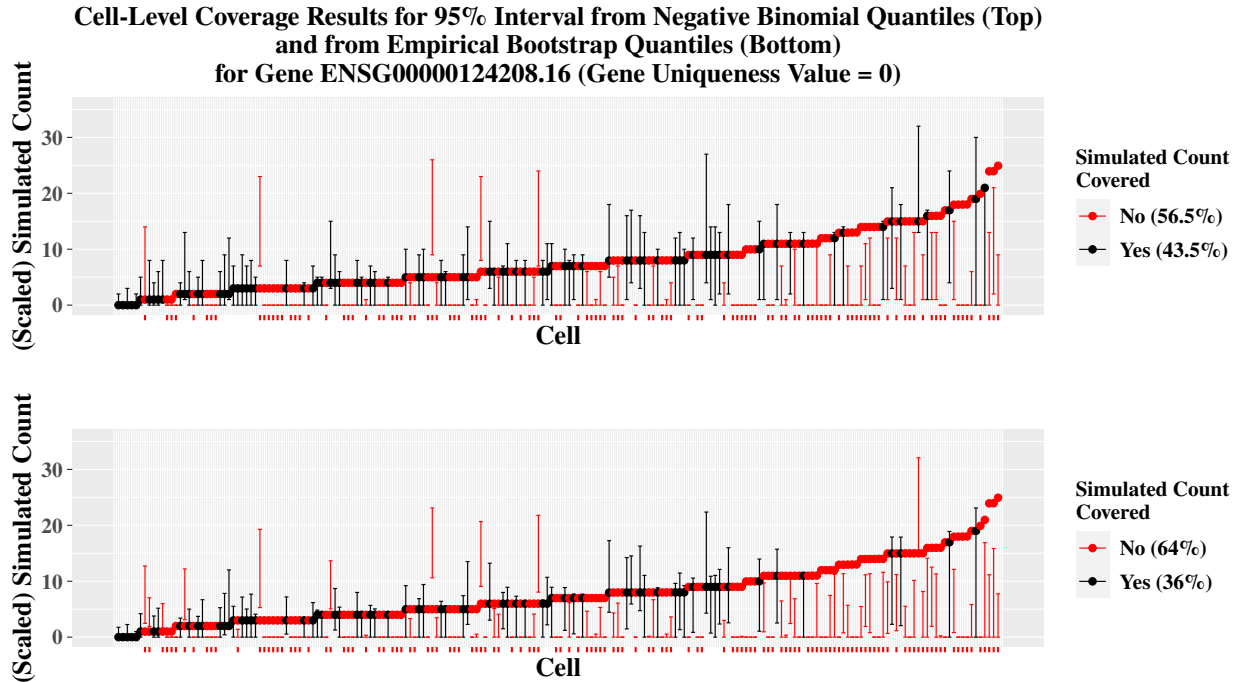 Cell-Level Coverage Results for 95% Interval from Negative Binomial Quantiles (Top)
and from Empirical Bootstrap Quantiles (Bottom)
for Gene ENSG00000124208.16 (Gene Uniqueness Value = 0)
(Scaled) Simulated Count
30
20
10
0
Cell
Simulated Count
Covered
No (56.5%)
Yes (43.5%)
(Scaled) Simulated Count
30
20
10
0
Cell
Simulated Count
Covered
No (64%)
Yes (36%)